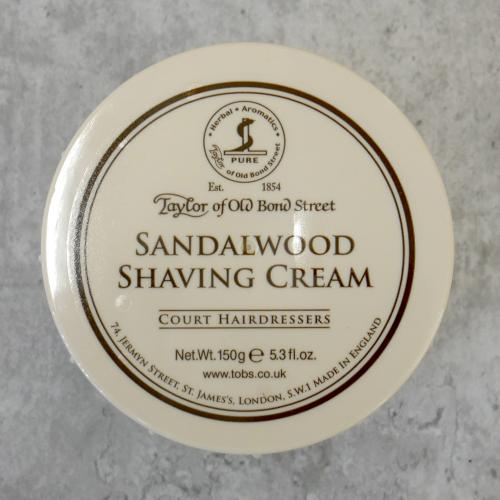 Herbal • Aromatics
PURE
Taylor of Old Bond Street
Est. 1854
Taylor of Old Bond Street
SANDALWOOD
SHAVING CREAM
COURT HAIRDRESSERS
Net.Wt. 150g ℮ 5.3 fl.oz.
www.tobs.co.uk
74, JERMYN STREET, ST. JAMES'S, LONDON, S.W.1 MADE IN ENGLAND